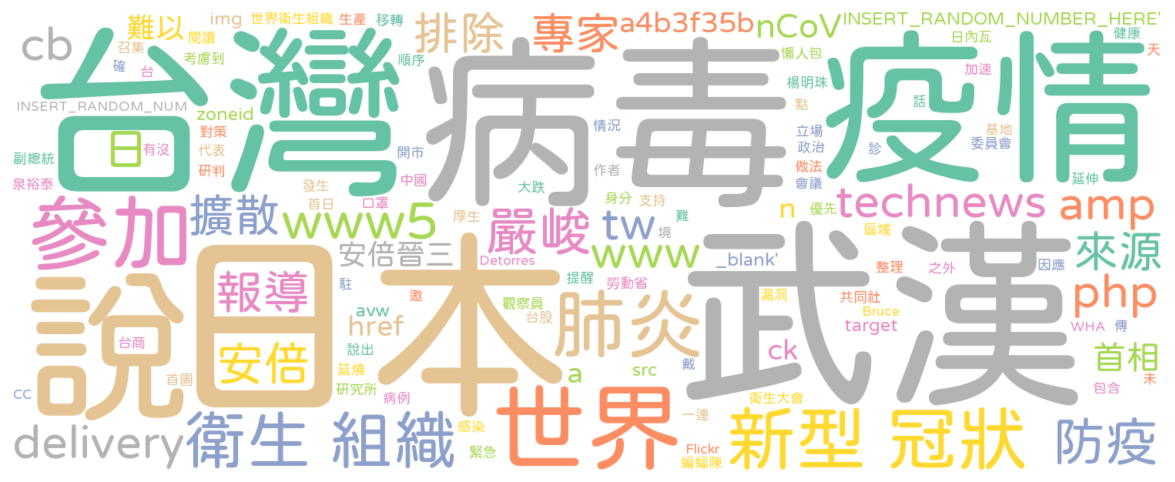 台灣
病毒
疫情
說
日本
武漢
cb
難以
閱讀
召集
確
台
img
世界衛生組織
生產
移轉
考慮到
順序
排除
專家
a4b3f35b
nCoV
INSERT_RANDOM_NUMBER_HERE'
日內瓦
健康
懶人包
加速
天
楊明珠
INSERT_RANDOM_NUM
zoneid
日
有沒
對策
代表
研判
副總統
泉裕泰
開市
中國
情況
作者
點
話
立場
政治
基地
委員會
診
做法
會議
延伸
發生
首日
口罩
大跌
身分
支持
優先
參加
擴散
www5
厚生
嚴峻
Detorres
tw
難
境
n
technews
amp
區域
www
_blank'
來源
報導
安倍晉三
駐
提醒
勞動省
整理
之外
因應
邀
觀察員
台股
肺炎
漏洞
共同社
php
avw
href
Bruce
target
WHA
傳
台商
說出
ck
首相
安倍
延燒
src
戴
首圖
研究所
a
未
cc
病例
包含
世界
衛生大會
一連
delivery
衛生
組織
感染
緊急
Flickr
蝙蝠陳
新型
冠狀
防疫